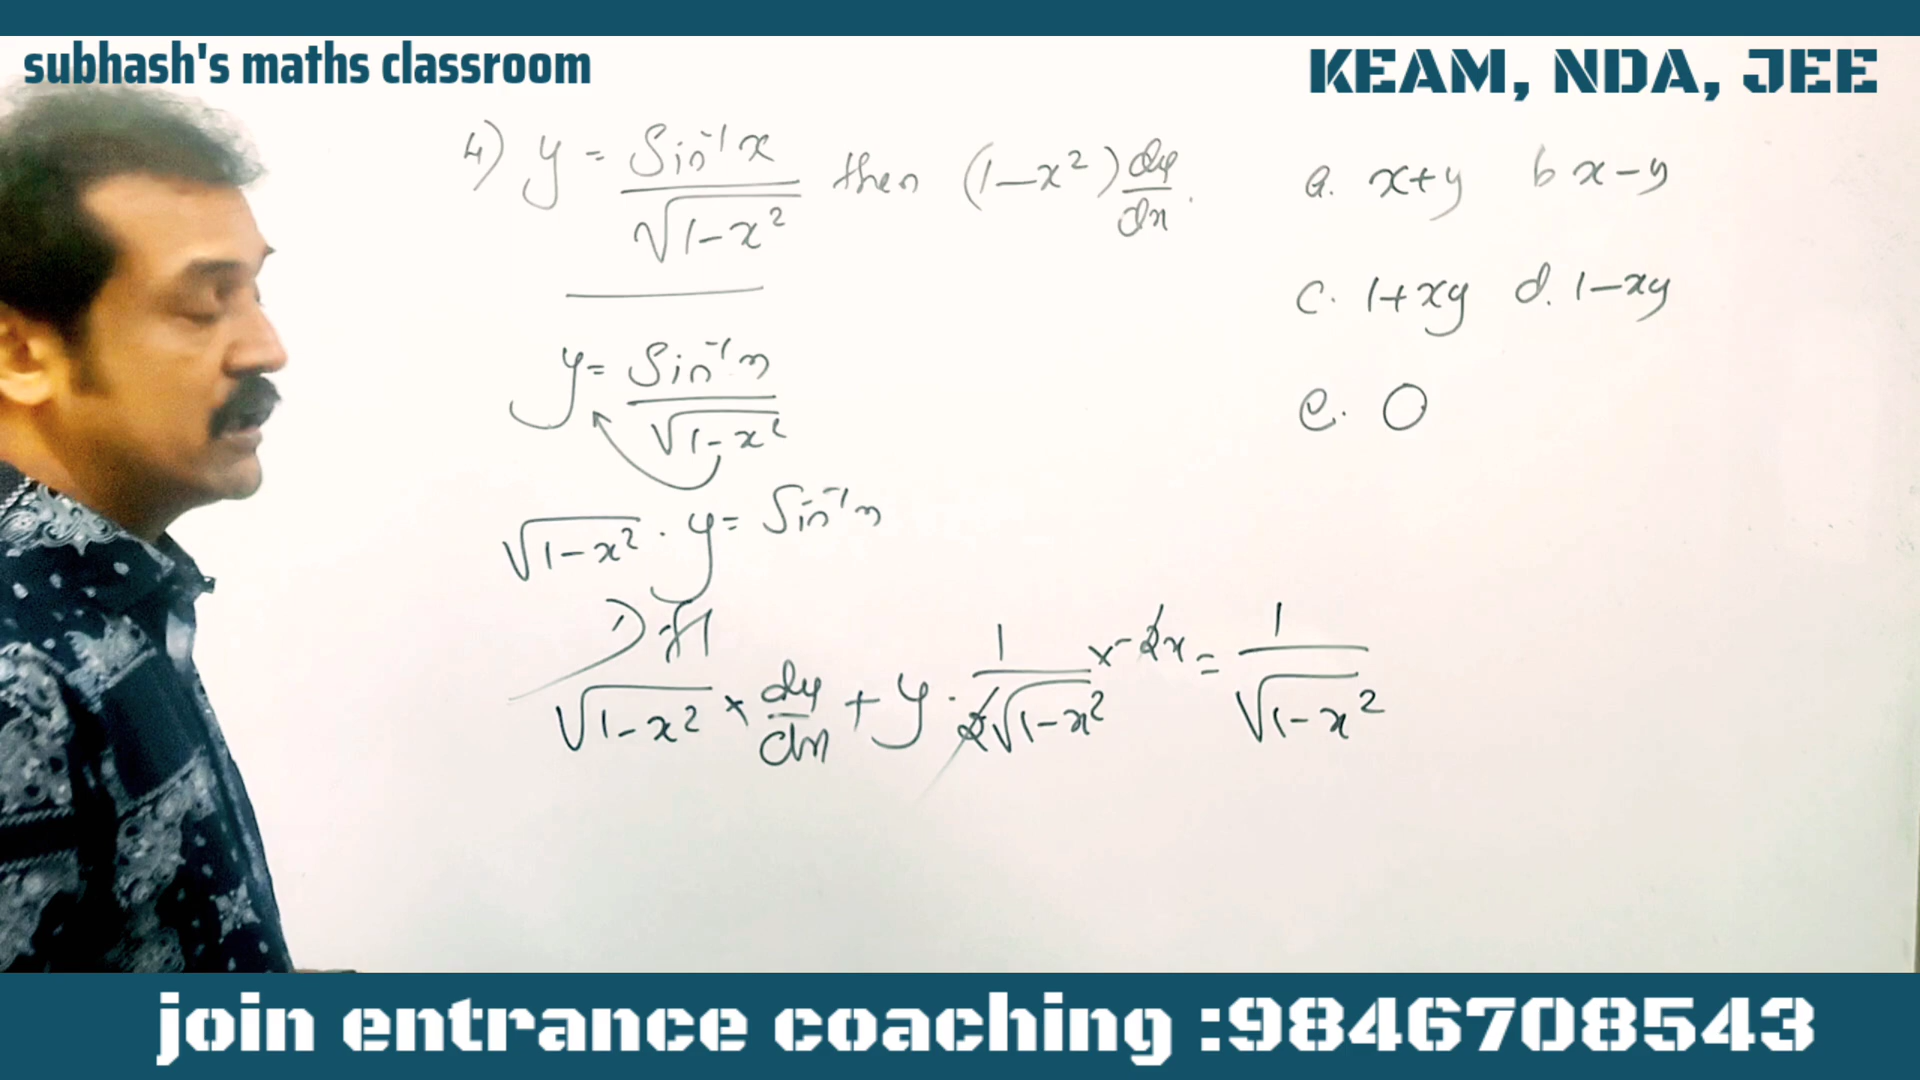 subhash's maths classroom
KEAM, NDA, JEE
4) y = Sin⁻¹x / √1-x² then (1-x²) dy/dx.
a. x+y b x-y
c. 1+xy d. 1-xy
e. 0
y = Sin⁻¹x / √1-x²
√1-x² · y = Sin⁻¹x
Diff
√1-x² × dy/dx + y · 1/2√1-x² × -2x = 1/√1-x²
join entrance coaching :9846708543